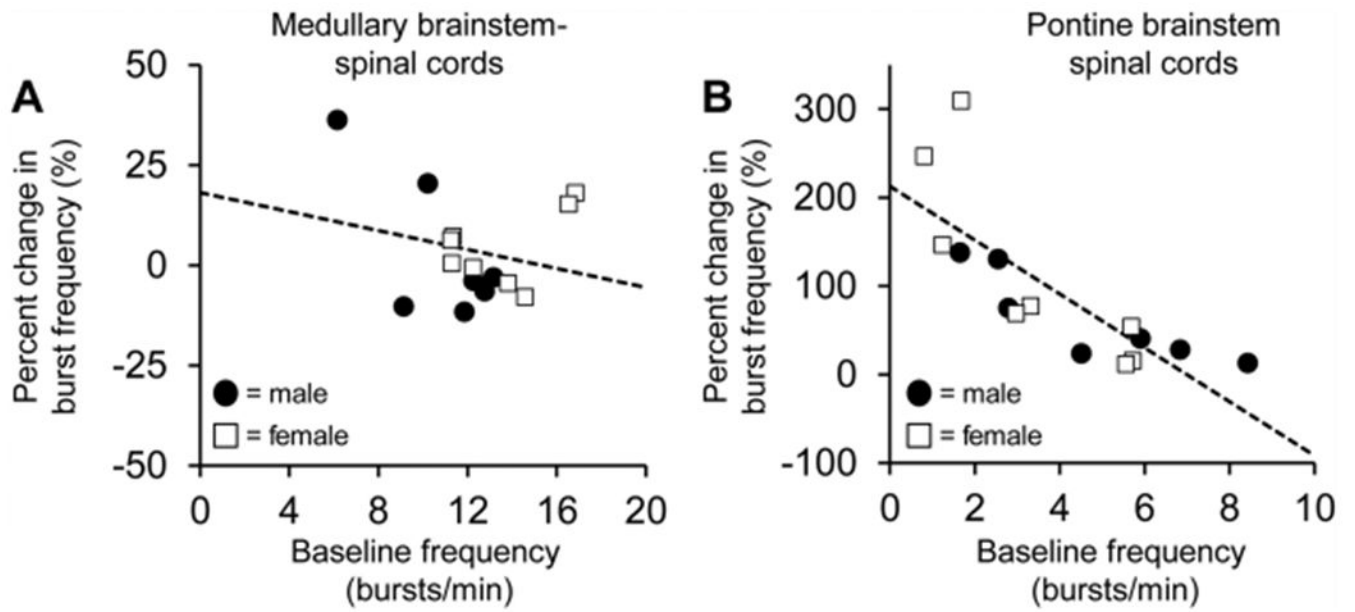 A
Medullary brainstem-
spinal cords
Percent change in
burst frequency (%)
50
25
0
-25
-50
= male
= female
0 4 8 12 16 20
Baseline frequency
(bursts/min)
B
Pontine brainstem
spinal cords
Percent change in
burst frequency (%)
300
200
100
0
-100
= male
= female
0 2 4 6 8 10
Baseline frequency
(bursts/min)